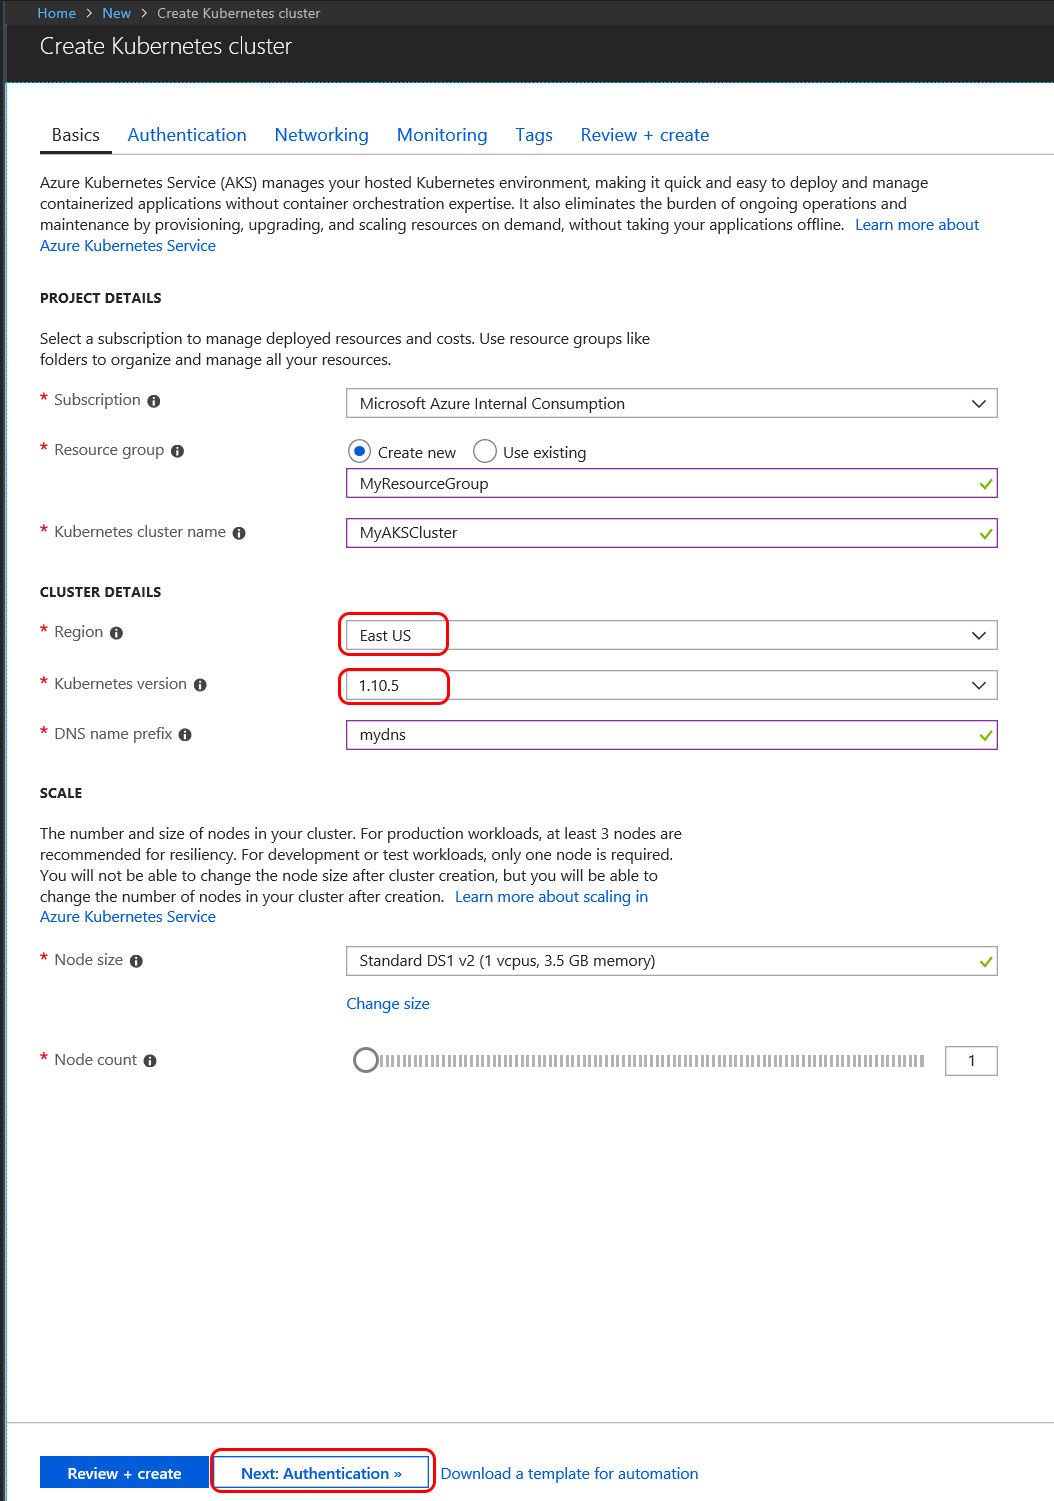 Home > New > Create Kubernetes cluster
Create Kubernetes cluster
Basics Authentication Networking Monitoring Tags Review + create
Azure Kubernetes Service (AKS) manages your hosted Kubernetes environment, making it quick and easy to deploy and manage
containerized applications without container orchestration expertise. It also eliminates the burden of ongoing operations and
maintenance by provisioning, upgrading, and scaling resources on demand, without taking your applications offline. Learn more about
Azure Kubernetes Service
PROJECT DETAILS
Select a subscription to manage deployed resources and costs. Use resource groups like
folders to organize and manage all your resources.
* Subscription Microsoft Azure Internal Consumption
* Resource group Create new Use existing
MyResourceGroup
* Kubernetes cluster name MyAKSCluster
CLUSTER DETAILS
* Region East US
* Kubernetes version 1.10.5
* DNS name prefix mydns
SCALE
The number and size of nodes in your cluster. For production workloads, at least 3 nodes are
recommended for resiliency. For development or test workloads, only one node is required.
You will not be able to change the node size after cluster creation, but you will be able to
change the number of nodes in your cluster after creation. Learn more about scaling in
Azure Kubernetes Service
* Node size Standard DS1 v2 (1 vcpus, 3.5 GB memory)
Change size
* Node count 1
Review + create Next: Authentication » Download a template for automation